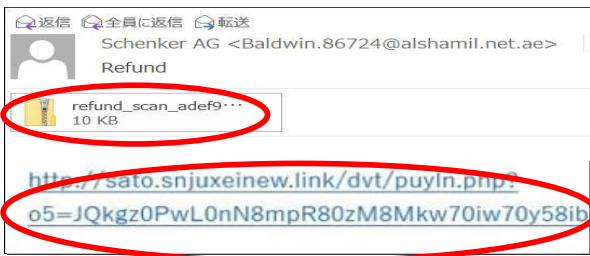 返信 全員に返信 転送
Schenker AG <Baldwin.86724@alshamil.net.ae>
Refund
refund_scan_adef9···
10 KB
http://sato.snjuxeinew.link/dvt/puyln.php?
o5=JQkgz0PwL0nN8mpR80zM8Mkw70iw70y58ib